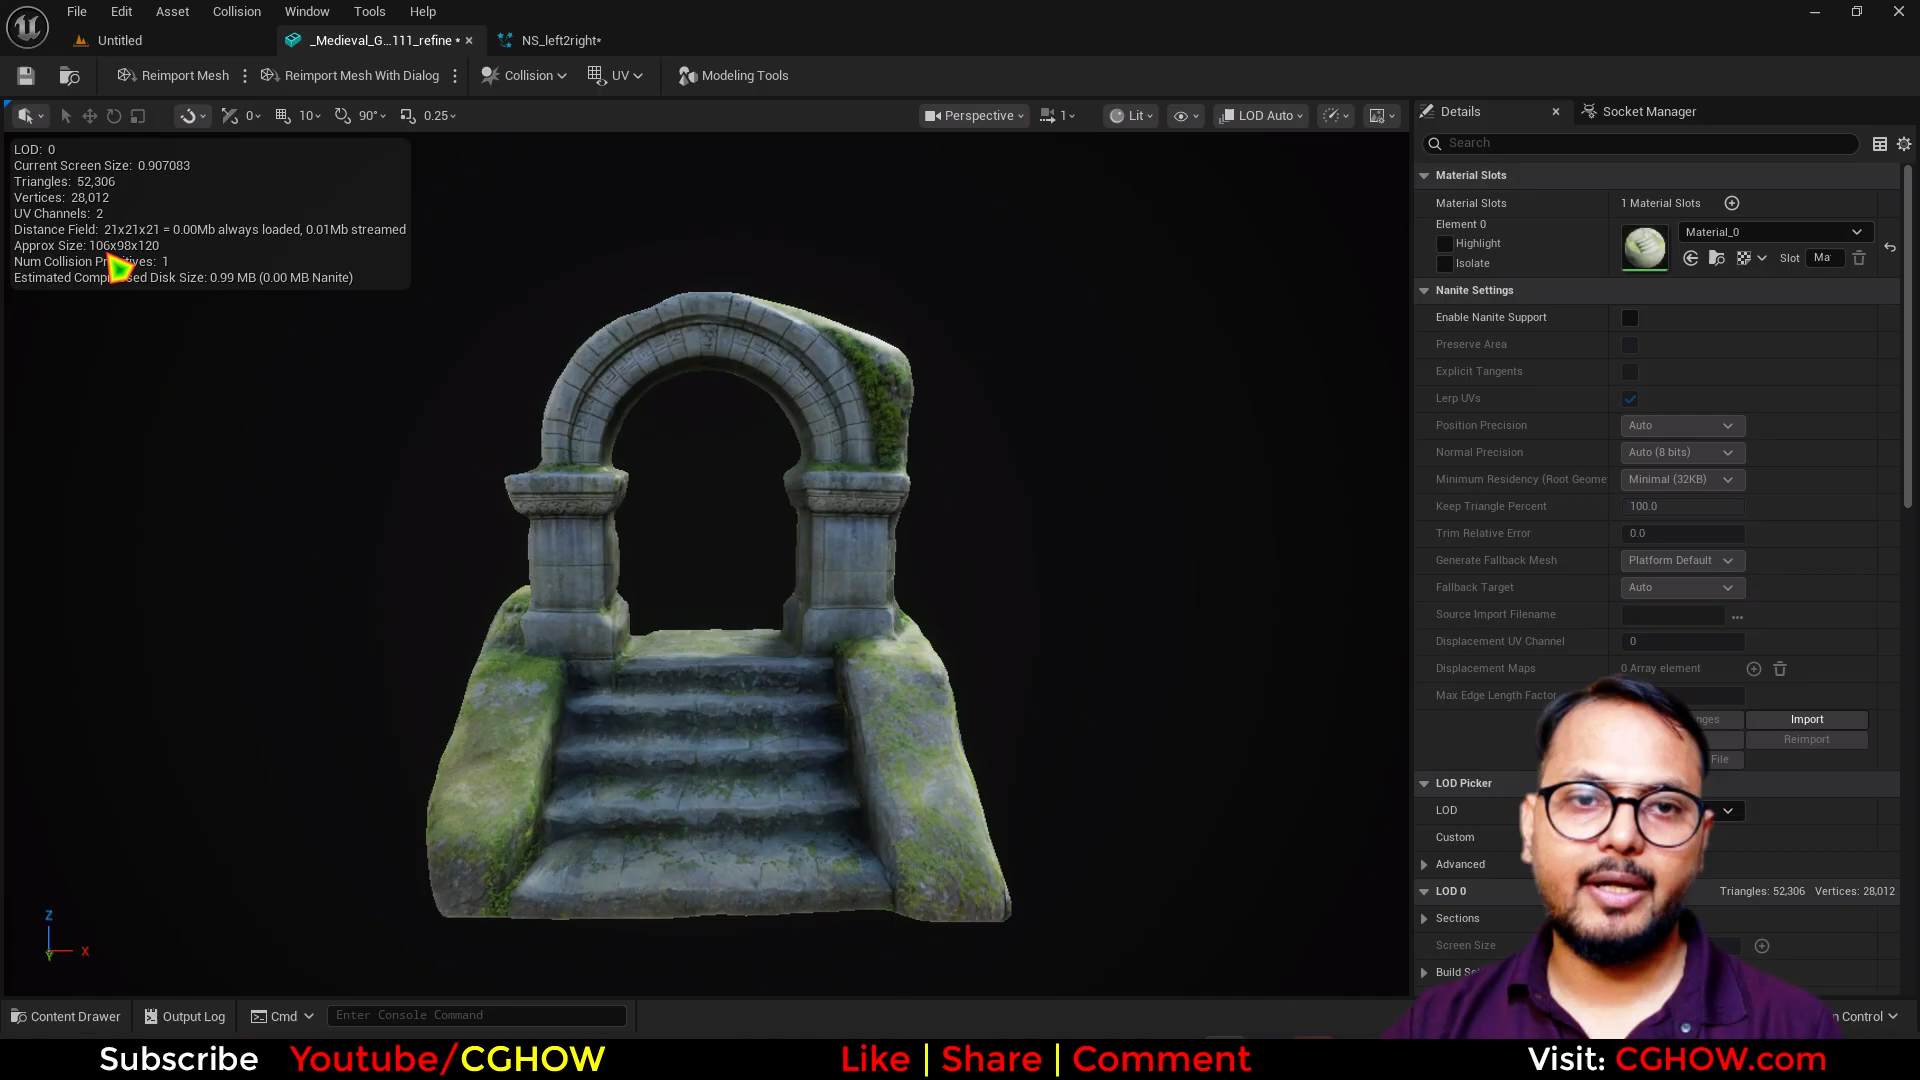 File Edit Asset Collision Window Tools Help
Untitled _Medieval_G...111_refine * NS_left2right*
Reimport Mesh Reimport Mesh With Dialog Collision UV Modeling Tools
0 10 90° 0.25 Perspective 1 Lit LOD Auto
Details Socket Manager
Search
LOD: 0
Current Screen Size: 0.907083
Triangles: 52,306
Vertices: 28,012
UV Channels: 2
Distance Field: 21x21x21 = 0.00Mb always loaded, 0.01Mb streamed
Approx Size: 106x98x120
Num Collision Primitives: 1
Estimated Compressed Disk Size: 0.99 MB (0.00 MB Nanite)
Material Slots
Material Slots 1 Material Slots
Element 0
Highlight
Isolate
Material_0
Slot Ma
Nanite Settings
Enable Nanite Support
Preserve Area
Explicit Tangents
Lerp UVs
Position Precision Auto
Normal Precision Auto (8 bits)
Minimum Residency (Root Geome Minimal (32KB)
Keep Triangle Percent 100.0
Trim Relative Error 0.0
Generate Fallback Mesh Platform Default
Fallback Target Auto
Source Import Filename
Displacement UV Channel 0
Displacement Maps 0 Array element
Max Edge Length Factor
nges Import
Reimport
File
LOD Picker
LOD
Custom
Advanced
LOD 0 Triangles: 52,306 Vertices: 28,012
Sections
Screen Size
Build Se
Z
X
Y
Content Drawer Output Log Cmd Enter Console Command n Control
Subscribe Youtube/CGHOW Like | Share | Comment Visit: CGHOW.com